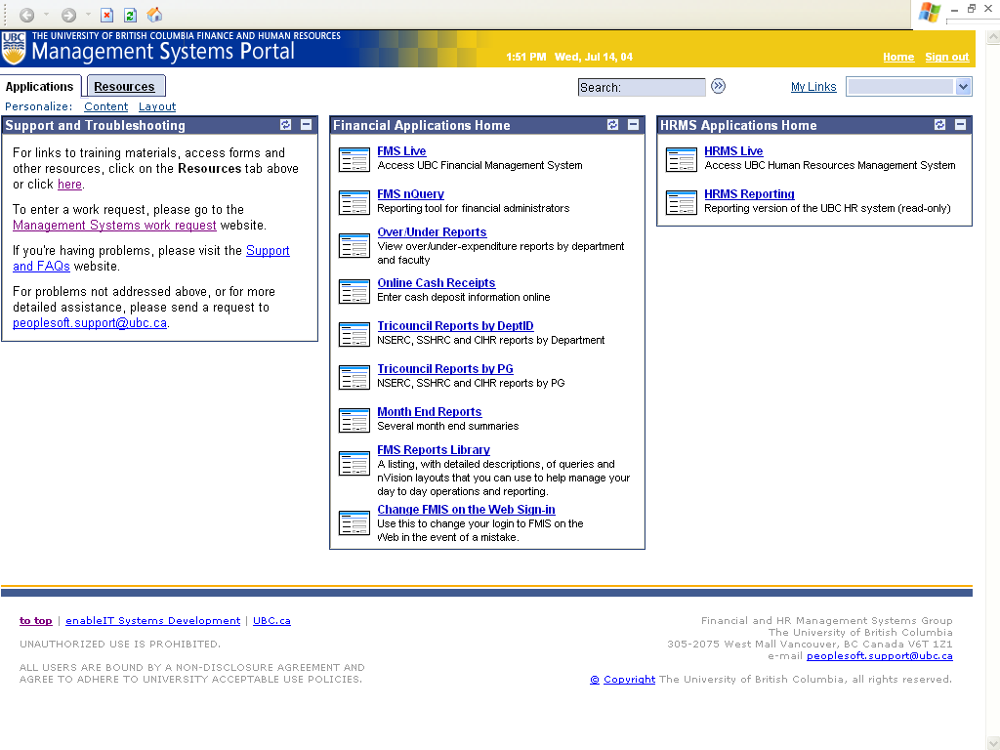 UBC
THE UNIVERSITY OF BRITISH COLUMBIA FINANCE AND HUMAN RESOURCES
Management Systems Portal
1:51 PM Wed, Jul 14, 04
Home Sign out
Applications Resources
Search:
My Links
Personalize: Content Layout
Support and Troubleshooting
For links to training materials, access forms and
other resources, click on the Resources tab above
or click here.
To enter a work request, please go to the
Management Systems work request website.
If you're having problems, please visit the Support
and FAQs website.
For problems not addressed above, or for more
detailed assistance, please send a request to
peoplesoft.support@ubc.ca.
Financial Applications Home
FMS Live
Access UBC Financial Management System
FMS nQuery
Reporting tool for financial administrators
Over/Under Reports
View over/under-expenditure reports by department
and faculty
Online Cash Receipts
Enter cash deposit information online
Tricouncil Reports by DeptID
NSERC, SSHRC and CIHR reports by Department
Tricouncil Reports by PG
NSERC, SSHRC and CIHR reports by PG
Month End Reports
Several month end summaries
FMS Reports Library
A listing, with detailed descriptions, of queries and
nVision layouts that you can use to help manage your
day to day operations and reporting.
Change FMIS on the Web Sign-in
Use this to change your login to FMIS on the
Web in the event of a mistake.
HRMS Applications Home
HRMS Live
Access UBC Human Resources Management System
HRMS Reporting
Reporting version of the UBC HR system (read-only)
to top | enableIT Systems Development | UBC.ca
UNAUTHORIZED USE IS PROHIBITED.
ALL USERS ARE BOUND BY A NON-DISCLOSURE AGREEMENT AND
AGREE TO ADHERE TO UNIVERSITY ACCEPTABLE USE POLICIES.
Financial and HR Management Systems Group
The University of British Columbia
305-2075 West Mall Vancouver, BC Canada V6T 1Z1
e-mail peoplesoft.support@ubc.ca
© Copyright The University of British Columbia, all rights reserved.